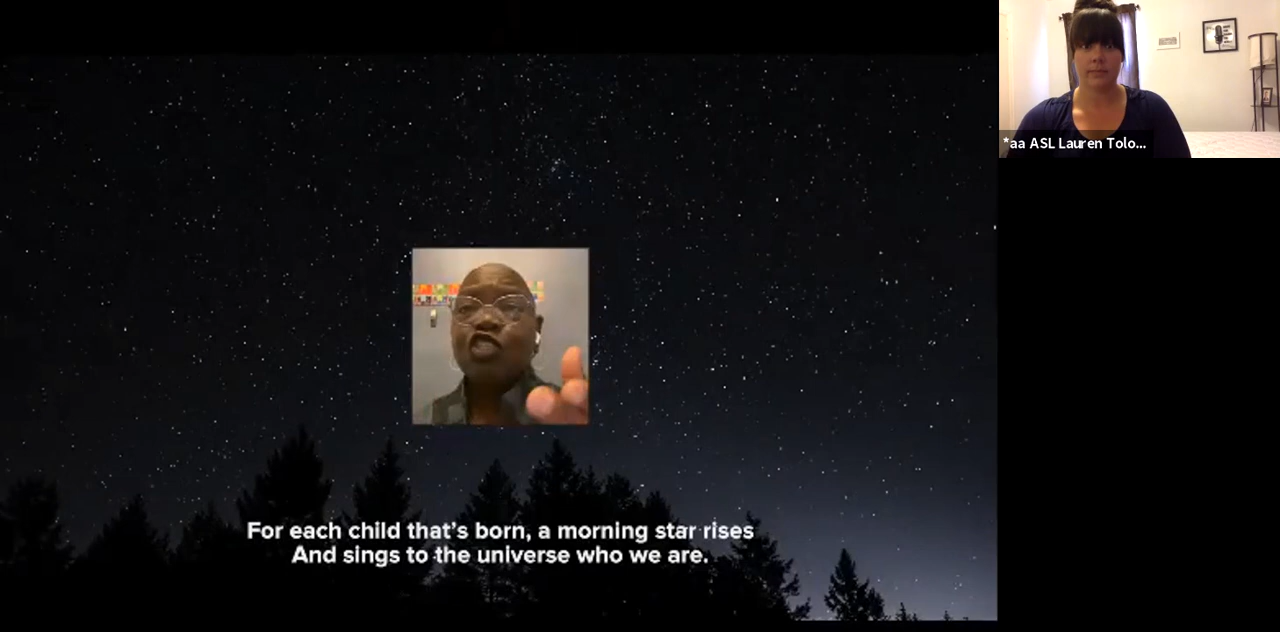 *aa ASL Lauren Tolo...
For each child that's born, a morning star rises
And sings to the universe who we are.